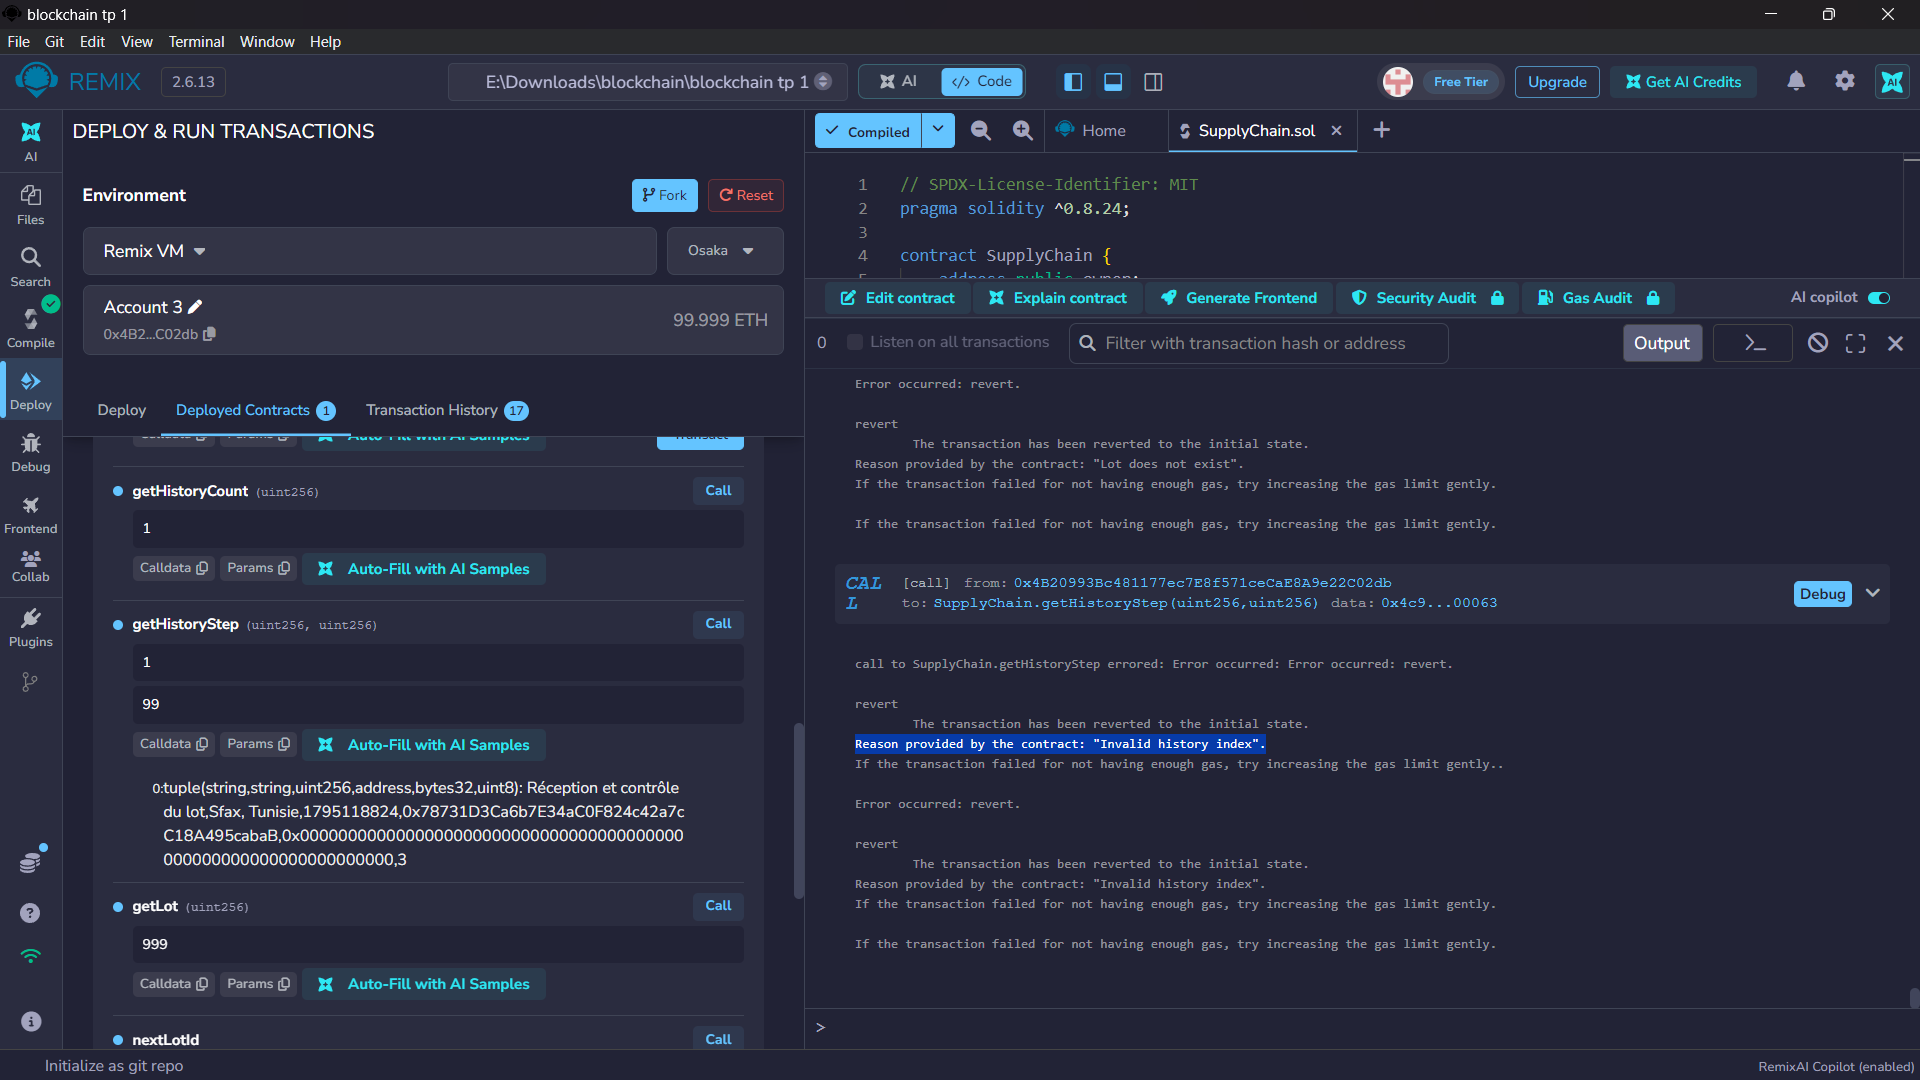 blockchain tp 1
File Git Edit View Terminal Window Help
REMIX 2.6.13 E:\Downloads\blockchain\blockchain tp 1 AI </> Code Free Tier Upgrade Get AI Credits AI
AI
Files
Search
Compile
Deploy
Debug
Frontend
Collab
Plugins
DEPLOY & RUN TRANSACTIONS
Environment Fork Reset
Remix VM Osaka
Account 3
0x4B2...C02db 99.999 ETH
Deploy Deployed Contracts 1 Transaction History 17
Calldata Params Auto-Fill with AI Samples Transact
getHistoryCount (uint256) Call
1
Calldata Params Auto-Fill with AI Samples
getHistoryStep (uint256, uint256) Call
1
99
Calldata Params Auto-Fill with AI Samples
0:tuple(string,string,uint256,address,bytes32,uint8): Réception et contrôle
du lot,Sfax, Tunisie,1795118824,0x78731D3Ca6b7E34aC0F824c42a7c
C18A495cabaB,0x0000000000000000000000000000000000000000
000000000000000000000000,3
getLot (uint256) Call
999
Calldata Params Auto-Fill with AI Samples
nextLotId Call
Compiled Home SupplyChain.sol
1 // SPDX-License-Identifier: MIT
2 pragma solidity ^0.8.24;
3
4 contract SupplyChain {
5 address public owner;
Edit contract Explain contract Generate Frontend Security Audit Gas Audit AI copilot
0 Listen on all transactions Filter with transaction hash or address Output >_
Error occurred: revert.
revert
The transaction has been reverted to the initial state.
Reason provided by the contract: "Lot does not exist".
If the transaction failed for not having enough gas, try increasing the gas limit gently.
If the transaction failed for not having enough gas, try increasing the gas limit gently.
CAL
L
[call] from: 0x4B20993Bc481177ec7E8f571ceCaE8A9e22C02db
to: SupplyChain.getHistoryStep(uint256,uint256) data: 0x4c9...00063
Debug
call to SupplyChain.getHistoryStep errored: Error occurred: Error occurred: revert.
revert
The transaction has been reverted to the initial state.
Reason provided by the contract: "Invalid history index".
If the transaction failed for not having enough gas, try increasing the gas limit gently..
Error occurred: revert.
revert
The transaction has been reverted to the initial state.
Reason provided by the contract: "Invalid history index".
If the transaction failed for not having enough gas, try increasing the gas limit gently.
If the transaction failed for not having enough gas, try increasing the gas limit gently.
>
Initialize as git repo RemixAI Copilot (enabled)